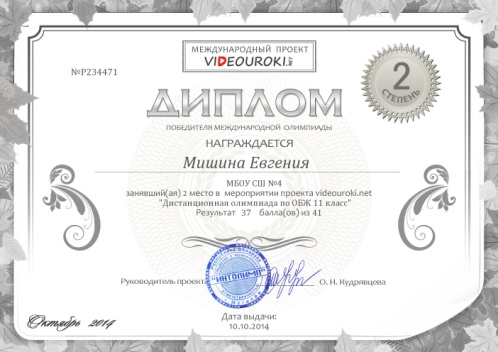 МЕЖДУНАРОДНЫЙ ПРОЕКТ
VIDEOUROKI.NET
№Р234471
2
СТЕПЕНЬ
ДИПЛОМ
ПОБЕДИТЕЛЯ МЕЖДУНАРОДНОЙ ОЛИМПИАДЫ
НАГРАЖДАЕТСЯ
Мишина Евгения
МБОУ СШ №4
занявший(ая) 2 место в мероприятии проекта videouroki.net
"Дистанционная олимпиада по ОБЖ 11 класс"
Результат 37 балла(ов) из 41
Руководитель проекта
"ИНТОЛИМП"
О. Н. Кудрявцева
Октябрь 2014
Дата выдачи:
10.10.2014